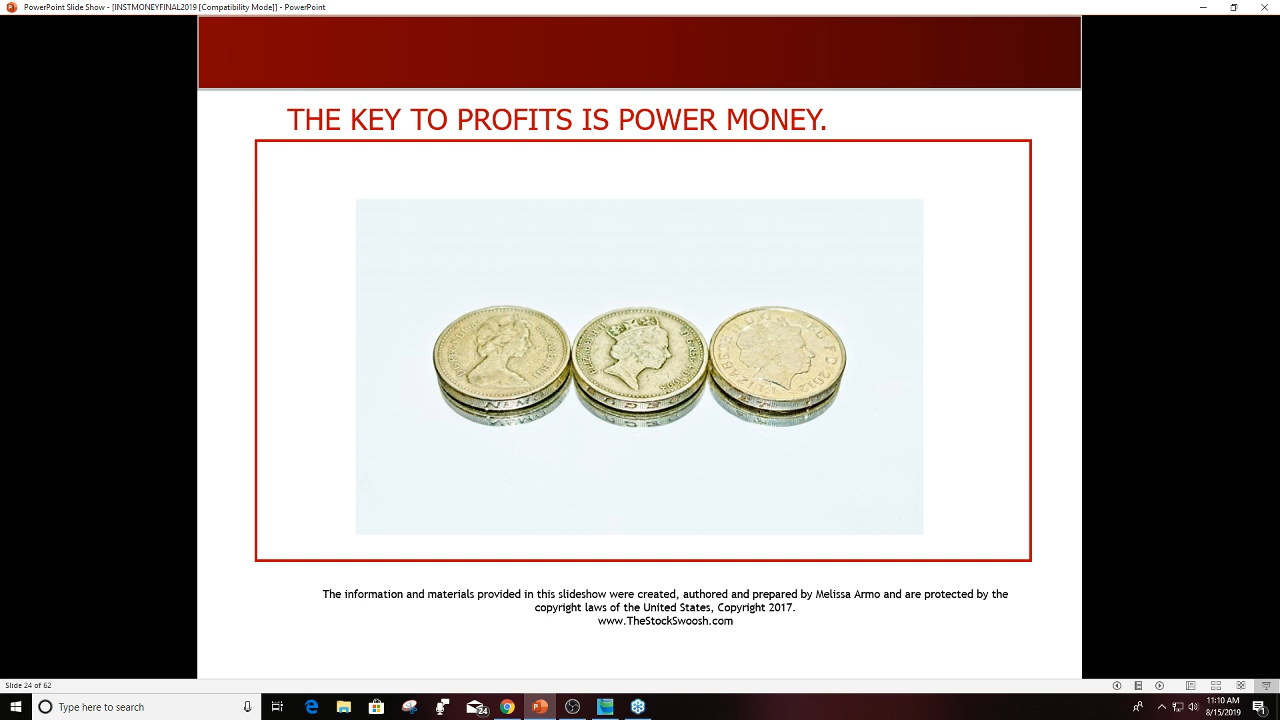 PowerPoint Slide Show - [INSTMONEYFINAL2019 [Compatibility Mode]] - PowerPoint
THE KEY TO PROFITS IS POWER MONEY.
The information and materials provided in this slideshow were created, authored and prepared by Melissa Armo and are protected by the
copyright laws of the United States, Copyright 2017.
www.TheStockSwoosh.com
Slide 24 of 62
Type here to search
24
11:10 AM
8/15/2019
1